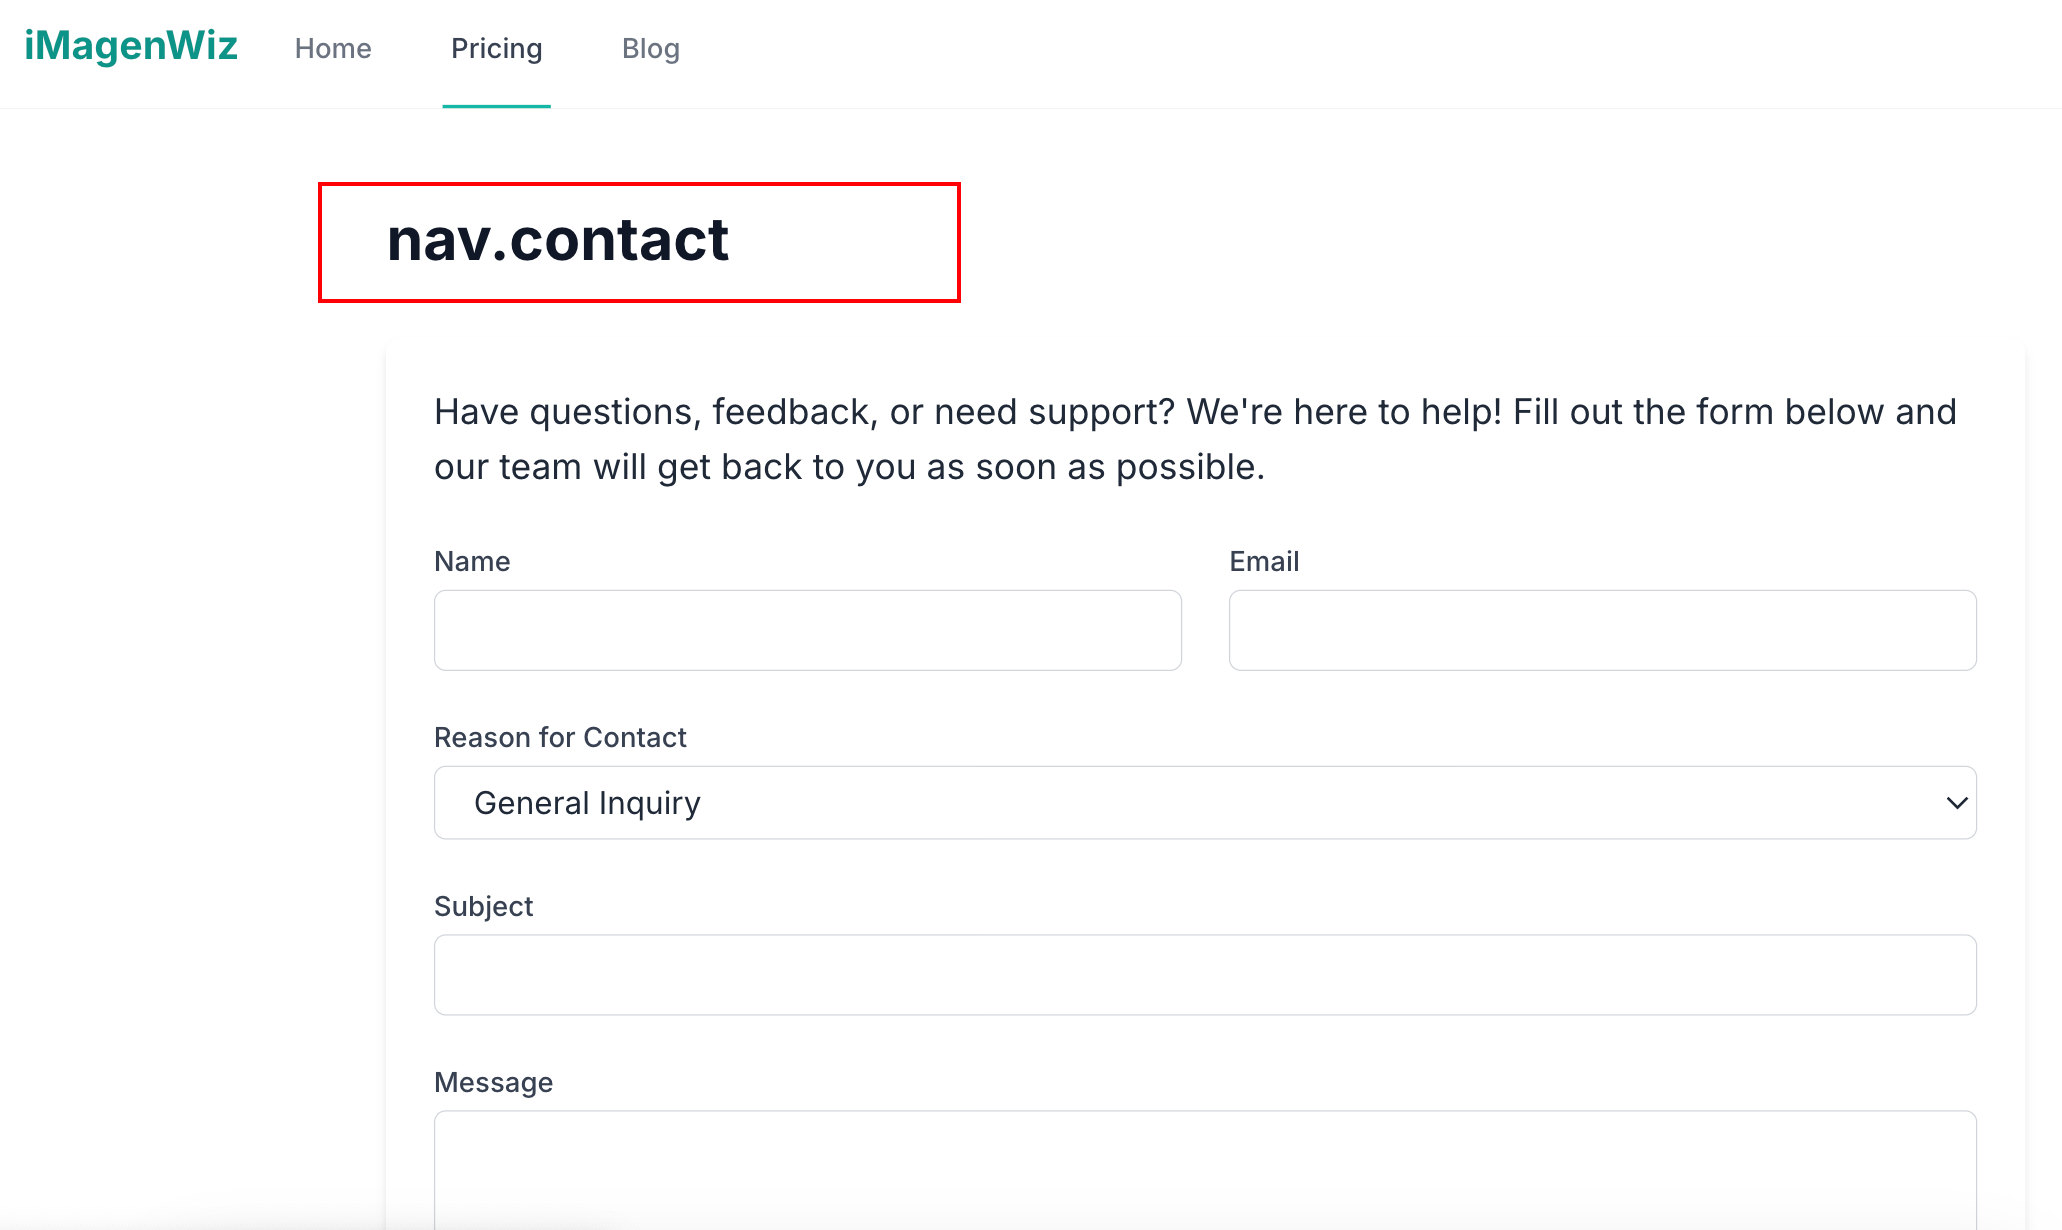 iMagenWiz
Home
Pricing
Blog
nav.contact
Have questions, feedback, or need support? We're here to help! Fill out the form below and
our team will get back to you as soon as possible.
Name
Email
Reason for Contact
General Inquiry
Subject
Message